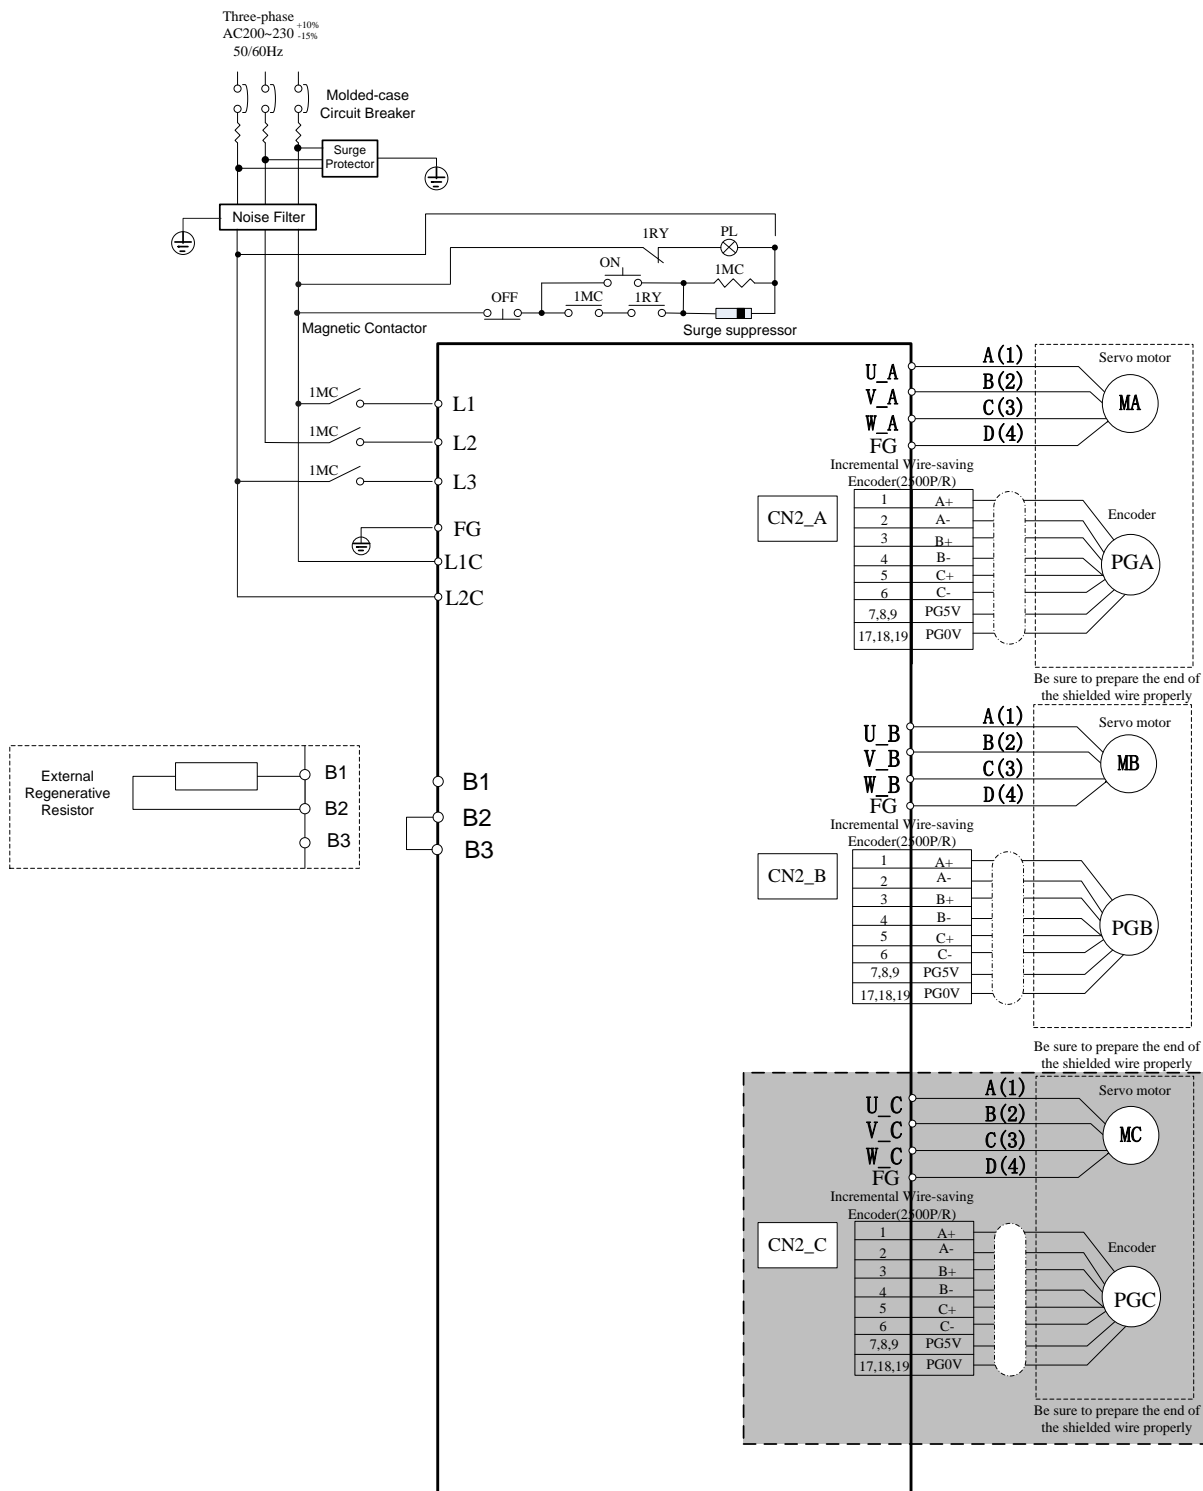 Three-phase
AC200~230 +10% -15%
50/60Hz
Molded-case
Circuit Breaker
Surge
Protector
Noise Filter
1RY
PL
ON
1MC
OFF
1MC
1RY
Magnetic Contactor
Surge suppressor
1MC
L1
1MC
L2
1MC
L3
FG
L1C
L2C
External
Regenerative
Resistor
B1
B2
B3
B1
B2
B3
U_A
A(1)
Servo motor
V_A
B(2)
MA
W_A
C(3)
FG
D(4)
Incremental Wire-saving
Encoder(2500P/R)
CN2_A
1 A+
2 A-
3 B+
4 B-
5 C+
6 C-
7,8,9 PG5V
17,18,19 PG0V
Encoder
PGA
Be sure to prepare the end of
the shielded wire properly
U_B
A(1)
Servo motor
V_B
B(2)
MB
W_B
C(3)
FG
D(4)
Incremental Wire-saving
Encoder(2500P/R)
CN2_B
1 A+
2 A-
3 B+
4 B-
5 C+
6 C-
7,8,9 PG5V
17,18,19 PG0V
PGB
Be sure to prepare the end of
the shielded wire properly
U_C
A(1)
Servo motor
V_C
B(2)
MC
W_C
C(3)
FG
D(4)
Incremental Wire-saving
Encoder(2500P/R)
CN2_C
1 A+
2 A-
3 B+
4 B-
5 C+
6 C-
7,8,9 PG5V
17,18,19 PG0V
Encoder
PGC
Be sure to prepare the end of
the shielded wire properly